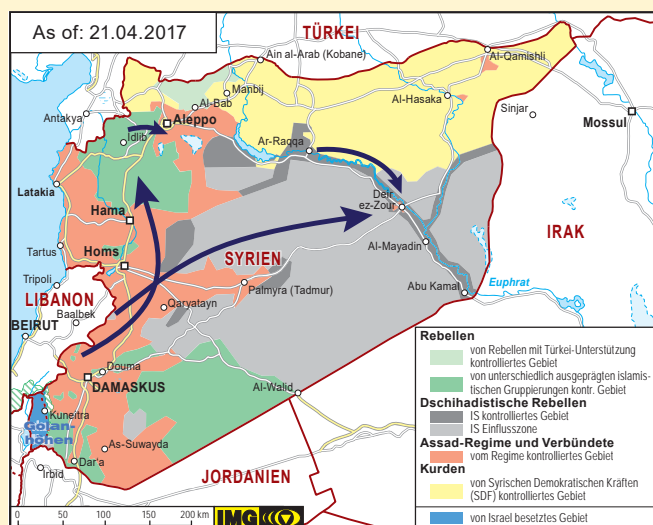 As of: 21.04.2017
TÜRKEI
Ain al-Arab (Kobane)
Al-Qamishli
Manbij
Al-Bab
Antakya
Aleppo
Idlib
Al-Hasaka
Sinjar
Mossul
Ar-Raqqa
Latakia
Deir
ez-Zour
Hama
IRAK
Tartus
Homs
SYRIEN
Al-Mayadin
Tripoli
Palmyra (Tadmur)
Abu Kamal
Euphrat
LIBANON
Qaryatayn
Baalbek
BEIRUT
Douma
DAMASKUS
Al-Walid
Kuneitra
Golan-
höhen
As-Suwayda
Dar'a
Irbid
JORDANIEN
Rebellen
von Rebellen mit Türkei-Unterstützung
kontrolliertes Gebiet
von unterschiedlich ausgeprägten islamis-
tischen Gruppierungen kontr. Gebiet
Dschihadistische Rebellen
IS kontrolliertes Gebiet
IS Einflusszone
Assad-Regime und Verbündete
vom Regime kontrolliertes Gebiet
Kurden
von Syrischen Demokratischen Kräften
(SDF) kontrolliertes Gebiet
von Israel besetztes Gebiet
0 50 100 150 200 km
IMG